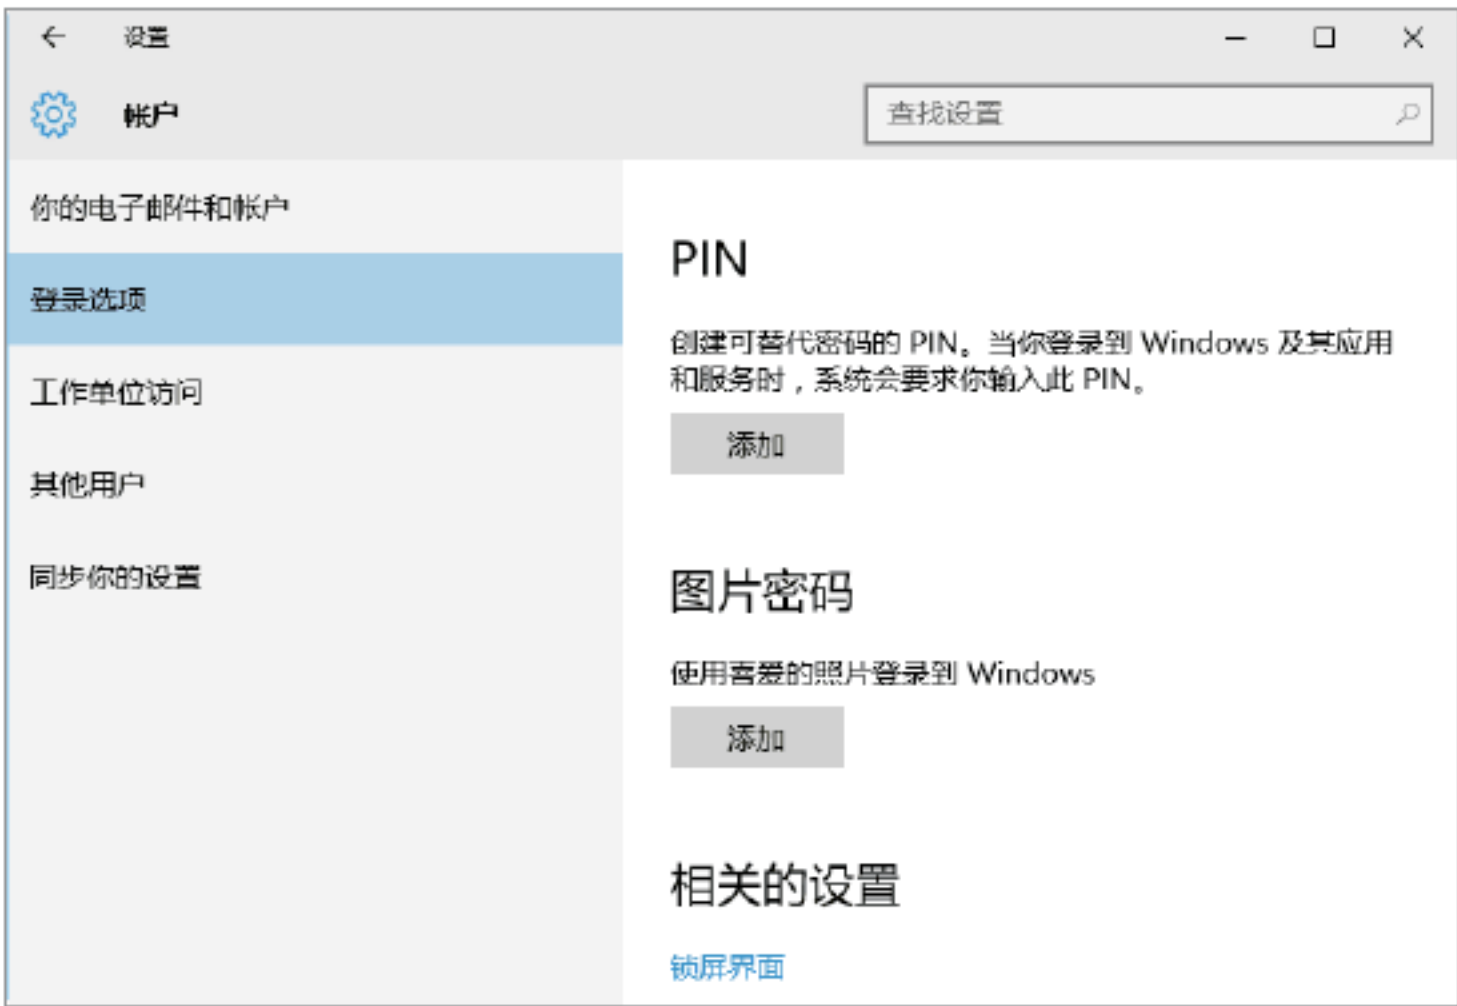 设置
帐户
查找设置
你的电子邮件和帐户
登录选项
工作单位访问
其他用户
同步你的设置
PIN
创建可替代密码的 PIN。当你登录到 Windows 及其应用
和服务时，系统会要求你输入此 PIN。
添加
图片密码
使用喜爱的照片登录到 Windows
添加
相关的设置
锁屏界面